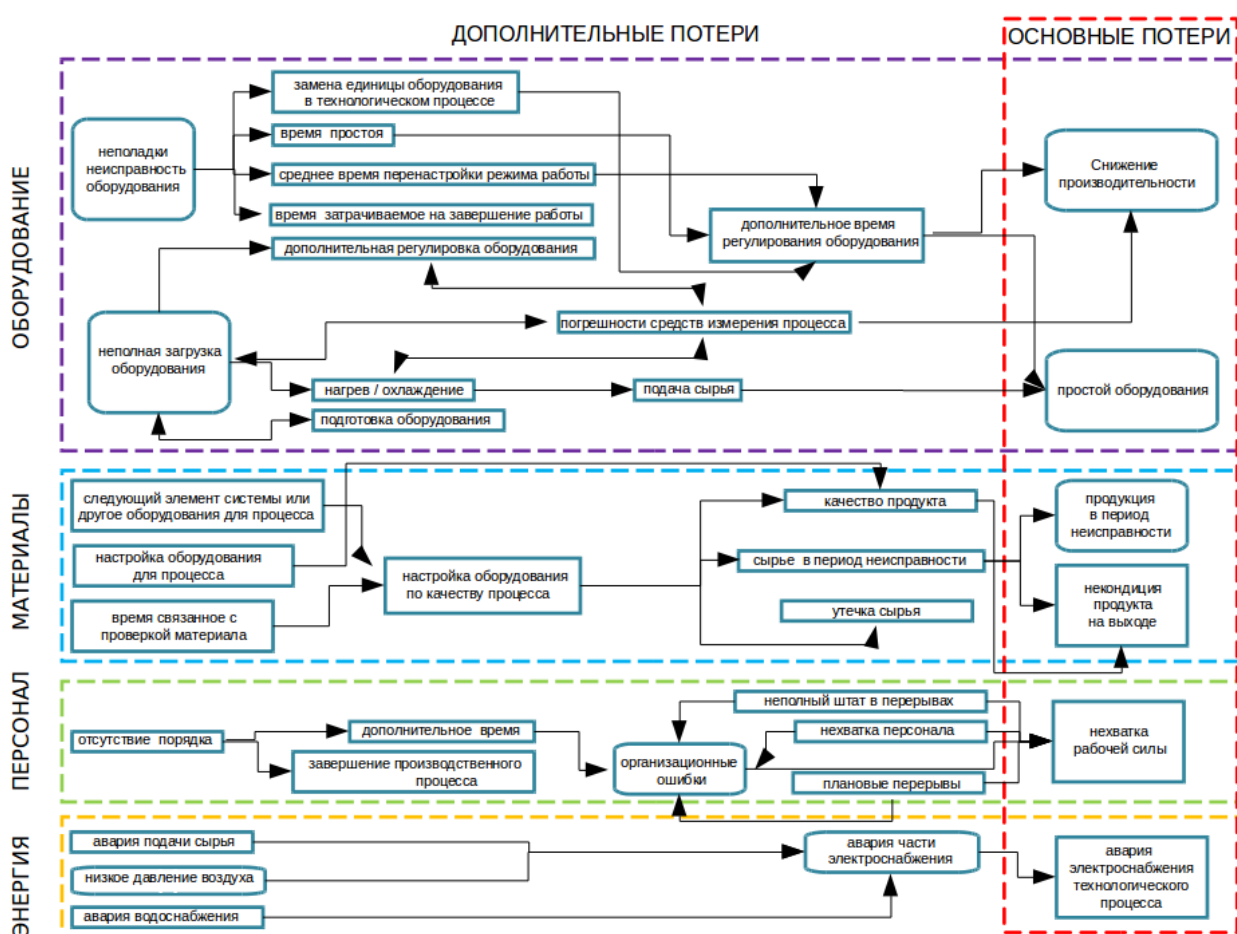 ДОПОЛНИТЕЛЬНЫЕ ПОТЕРИ
ОСНОВНЫЕ ПОТЕРИ
ОБОРУДОВАНИЕ
неполадки
неисправность
оборудования
замена единицы оборудования
в технологическом процессе
время простоя
среднее время перенастройки режима работы
время затрачиваемое на завершение работы
дополнительная регулировка оборудования
дополнительное время
регулирования оборудования
Снижение
производительности
неполная загрузка
оборудования
погрешности средств измерения процесса
нагрев / охлаждение
подача сырья
подготовка оборудования
простой оборудования
МАТЕРИАЛЫ
следующий элемент системы или
другое оборудования для процесса
настройка оборудования
для процесса
время связанное с
проверкой материала
настройка оборудования
по качеству процесса
качество продукта
сырье в период неисправности
утечка сырья
продукция
в период
неисправности
некондиция
продукта
на выходе
ПЕРСОНАЛ
отсутствие порядка
дополнительное время
завершение производственного
процесса
организационные
ошибки
неполный штат в перерывах
нехватка персонала
плановые перерывы
нехватка
рабочей силы
ЭНЕРГИЯ
авария подачи сырья
низкое давление воздуха
авария водоснабжения
авария части
электроснабжения
авария
электроснабжения
технологического
процесса